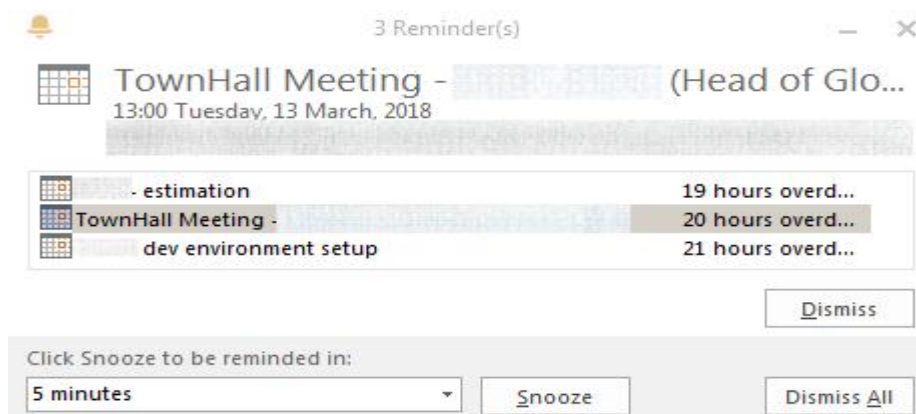 3 Reminder(s)
TownHall Meeting - (Head of Glo...
13:00 Tuesday, 13 March, 2018
- estimation 19 hours overd...
TownHall Meeting - 20 hours overd...
dev environment setup 21 hours overd...
Dismiss
Click Snooze to be reminded in:
5 minutes Snooze Dismiss All